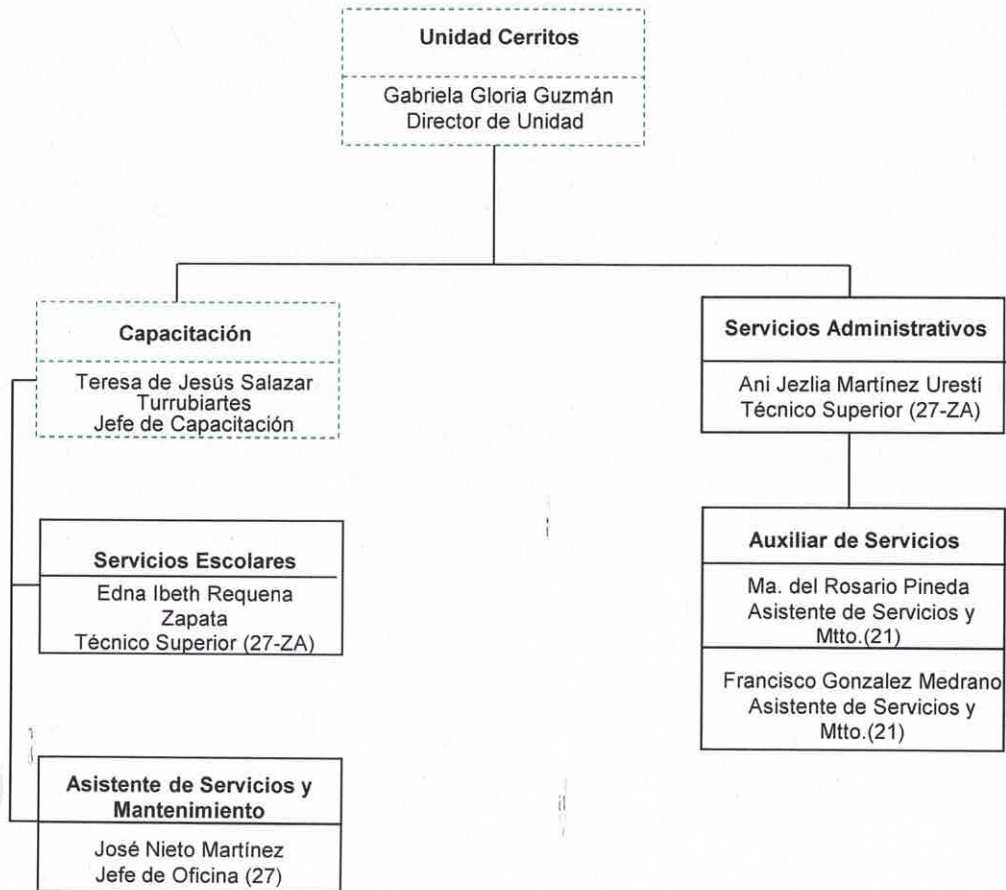 Unidad Cerritos
Gabriela Gloria Guzmán
Director de Unidad
Capacitación
Teresa de Jesús Salazar
Turrubiartes
Jefe de Capacitación
Servicios Administrativos
Ani Jezlia Martínez Urestí
Técnico Superior (27-ZA)
Servicios Escolares
Edna Ibeth Requena
Zapata
Técnico Superior (27-ZA)
Auxiliar de Servicios
Ma. del Rosario Pineda
Asistente de Servicios y
Mtto.(21)
Francisco Gonzalez Medrano
Asistente de Servicios y
Mtto.(21)
Asistente de Servicios y
Mantenimiento
José Nieto Martínez
Jefe de Oficina (27)